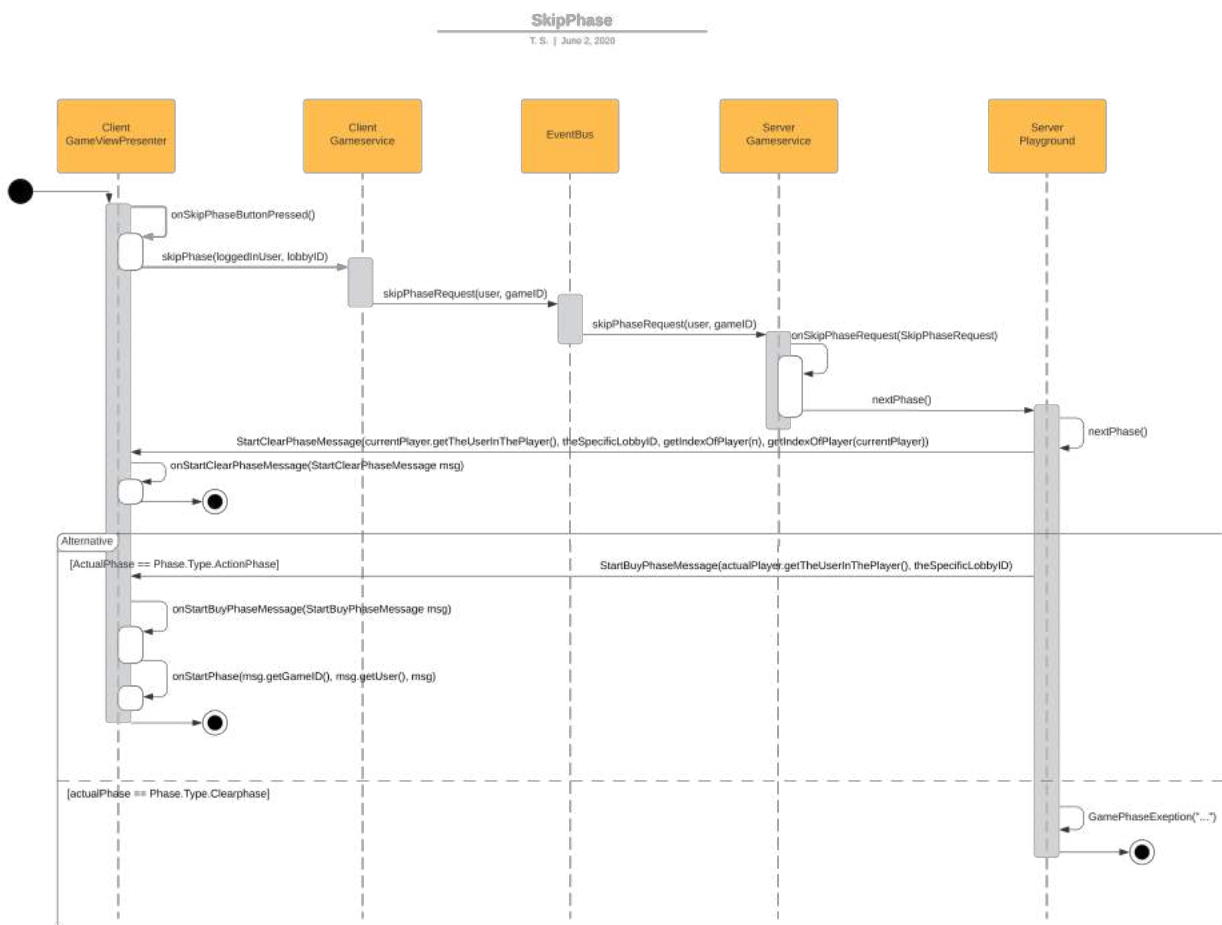 SkipPhase
T. S. | June 2, 2020
Client
GameViewPresenter
Client
Gameservice
EventBus
Server
Gameservice
Server
Playground
onSkipPhaseButtonPressed()
skipPhase(loggedInUser, lobbyID)
skipPhaseRequest(user, gameID)
skipPhaseRequest(user, gameID)
onSkipPhaseRequest(SkipPhaseRequest)
nextPhase()
nextPhase()
StartClearPhaseMessage(currentPlayer.getTheUserInThePlayer(), theSpecificLobbyID, getIndexOfPlayer(n), getIndexOfPlayer(currentPlayer))
onStartClearPhaseMessage(StartClearPhaseMessage msg)
Alternative
[ActualPhase == Phase.Type.ActionPhase]
StartBuyPhaseMessage(actualPlayer.getTheUserInThePlayer(), theSpecificLobbyID)
onStartBuyPhaseMessage(StartBuyPhaseMessage msg)
onStartPhase(msg.getGameID(), msg.getUser(), msg)
[actualPhase == Phase.Type.Clearphase]
GamePhaseExeption("...")